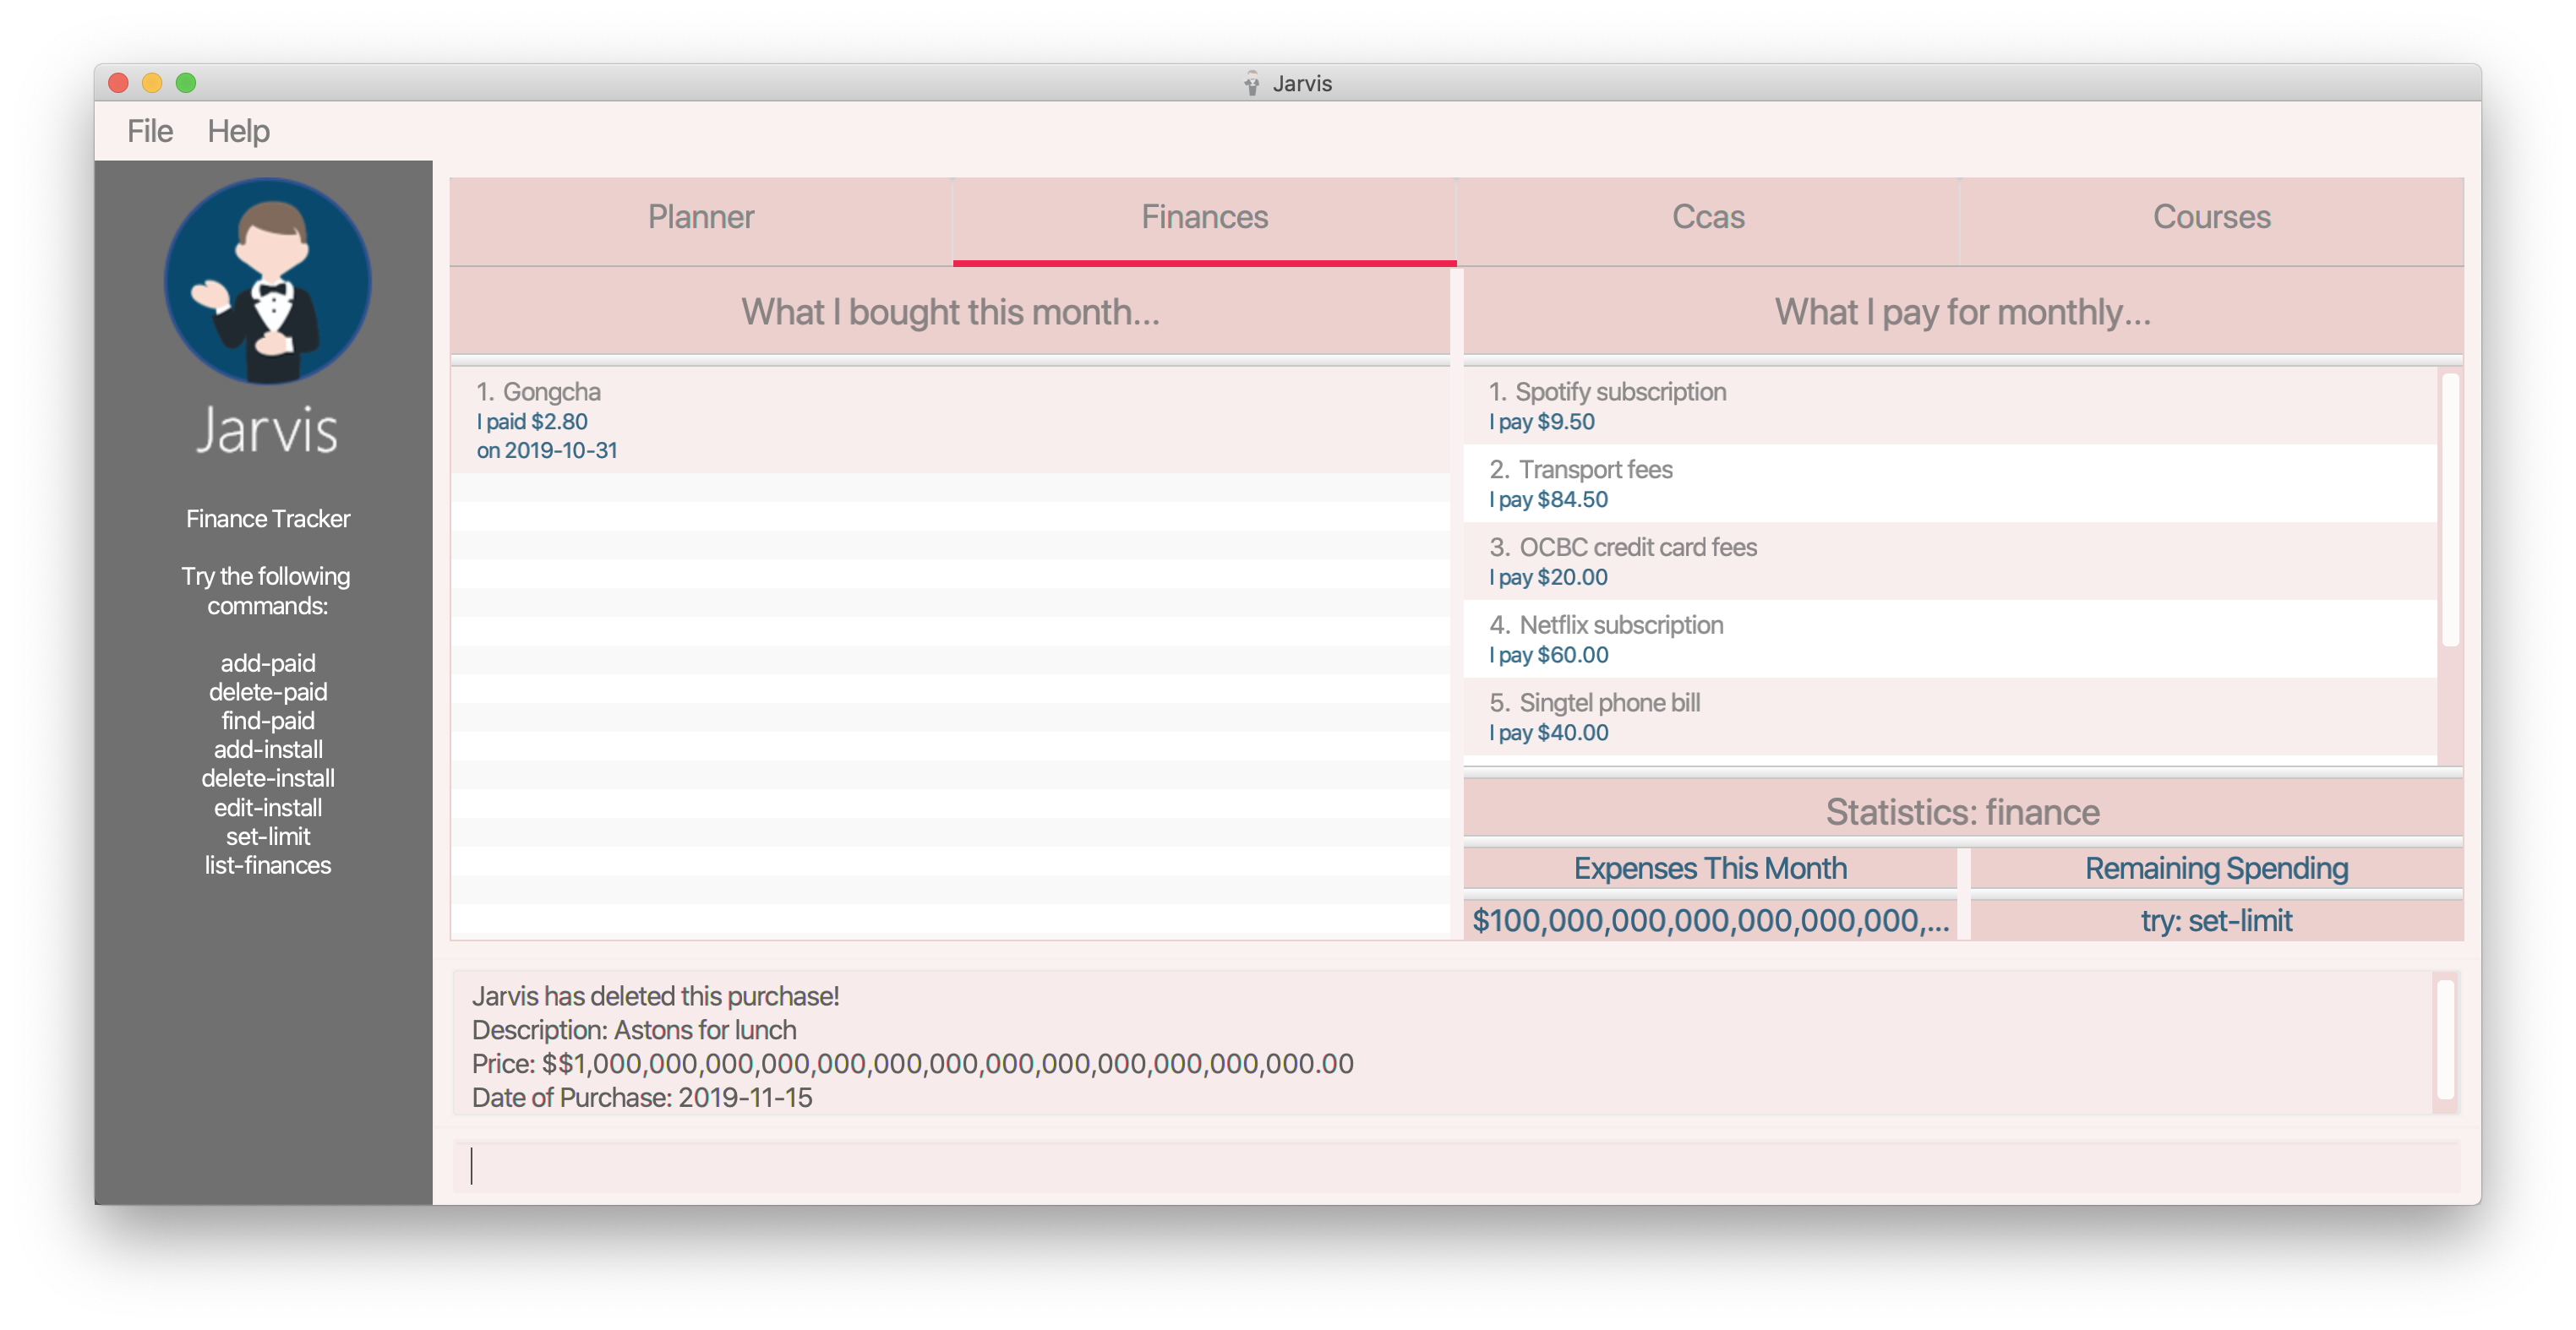 Jarvis
File Help
Jarvis
Finance Tracker
Try the following
commands:
add-paid
delete-paid
find-paid
add-install
delete-install
edit-install
set-limit
list-finances
Planner
Finances
Ccas
Courses
What I bought this month...
1. Gongcha
I paid $2.80
on 2019-10-31
What I pay for monthly...
1. Spotify subscription
I pay $9.50
2. Transport fees
I pay $84.50
3. OCBC credit card fees
I pay $20.00
4. Netflix subscription
I pay $60.00
5. Singtel phone bill
I pay $40.00
Statistics: finance
Expenses This Month
$100,000,000,000,000,000,000,...
Remaining Spending
try: set-limit
Jarvis has deleted this purchase!
Description: Astons for lunch
Price: $$1,000,000,000,000,000,000,000,000,000,000,000,000,000.00
Date of Purchase: 2019-11-15